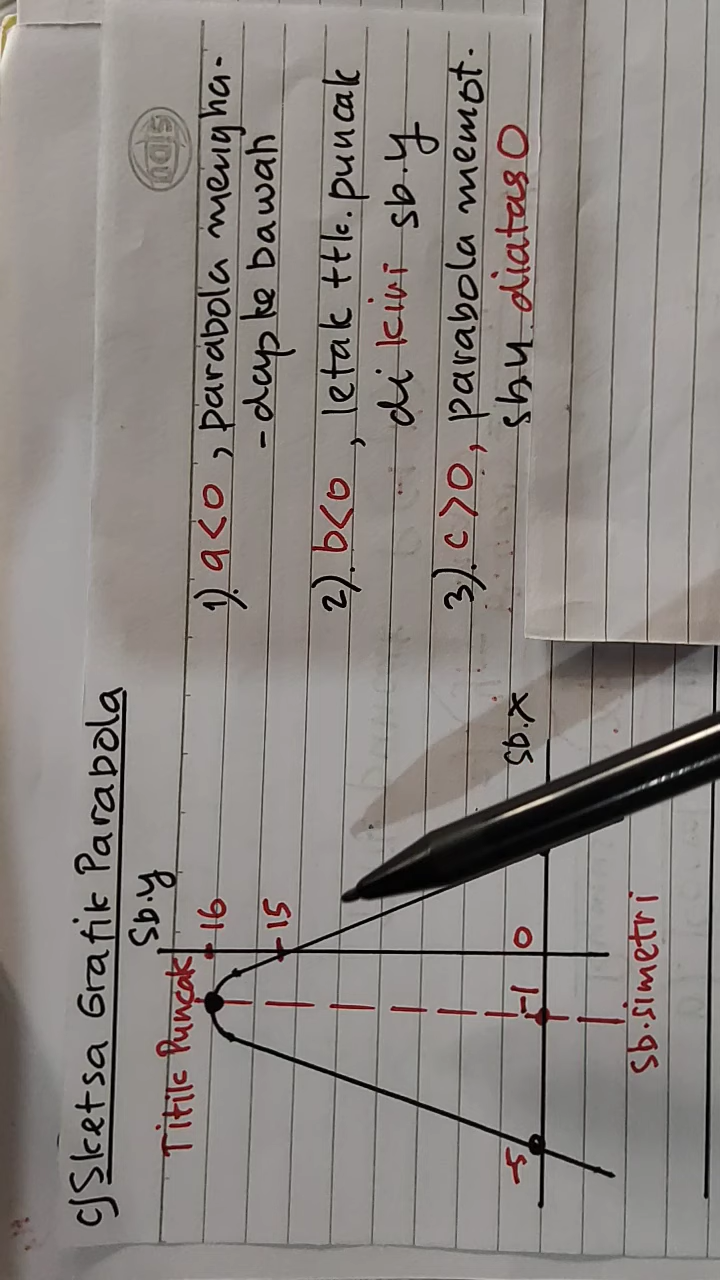 c) Sketsa Grafik Parabola
SIDU
Sb.y
Titik Puncak
16
15
-5
-1
0
Sb.x
Sb.simetri
1). a<0, parabola mengha-
-dap ke bawah
2). b<0, letak ttk. puncak
di kiri sb.y
3). c>0, parabola memot.
sb.y diatas 0